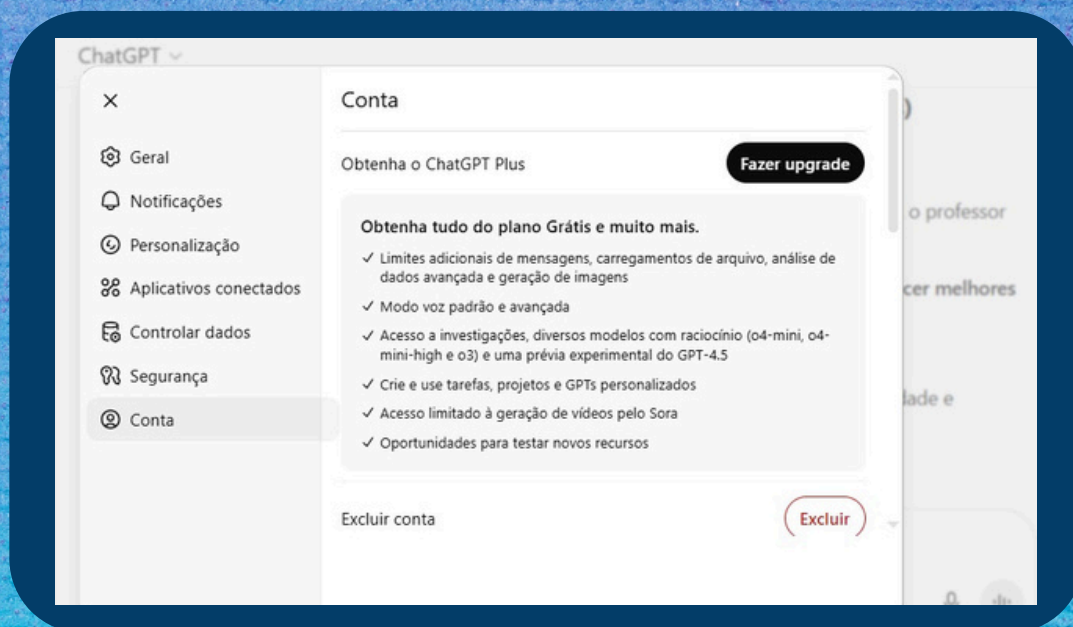 ChatGPT
Conta
Geral
Notificações
Personalização
Aplicativos conectados
Controlar dados
Segurança
Conta
Obtenha o ChatGPT Plus
Fazer upgrade
Obtenha tudo do plano Grátis e muito mais.
✓ Limites adicionais de mensagens, carregamentos de arquivo, análise de
dados avançada e geração de imagens
✓ Modo voz padrão e avançada
✓ Acesso a investigações, diversos modelos com raciocínio (o4-mini, o4-
mini-high e o3) e uma prévia experimental do GPT-4.5
✓ Crie e use tarefas, projetos e GPTs personalizados
✓ Acesso limitado à geração de vídeos pelo Sora
✓ Oportunidades para testar novos recursos
Excluir conta
Excluir
)
o professor
cer melhores
dade e